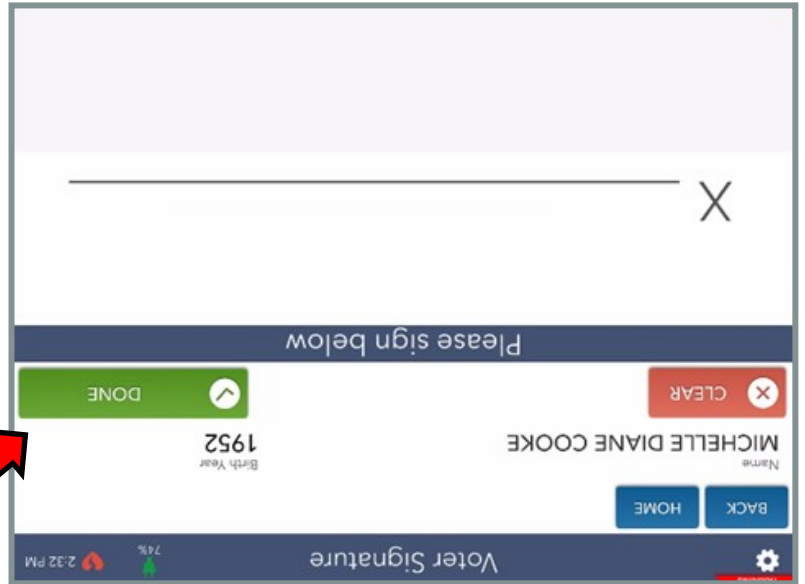 Voter Signature 74% 2:32 PM
BACK HOME
Name Birth Year
MICHELLE DIANE COOKE 1952
CLEAR DONE
Please sign below
X